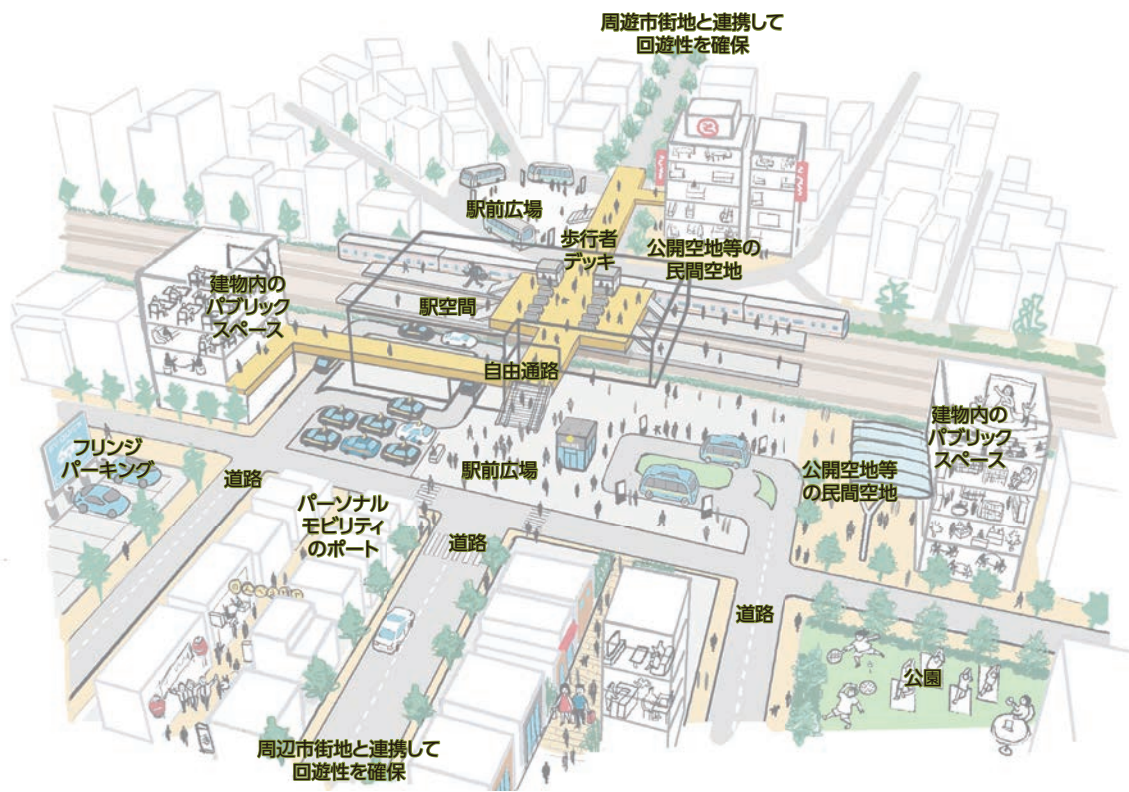 周遊市街地と連携して
回遊性を確保
駅前広場
歩行者
デッキ
公開空地等の
民間空地
建物内の
パブリック
スペース
駅空間
自由通路
建物内の
パブリック
スペース
フリンジ
パーキング
道路
駅前広場
公開空地等
の民間空地
パーソナル
モビリティ
のポート
道路
道路
公園
周辺市街地と連携して
回遊性を確保